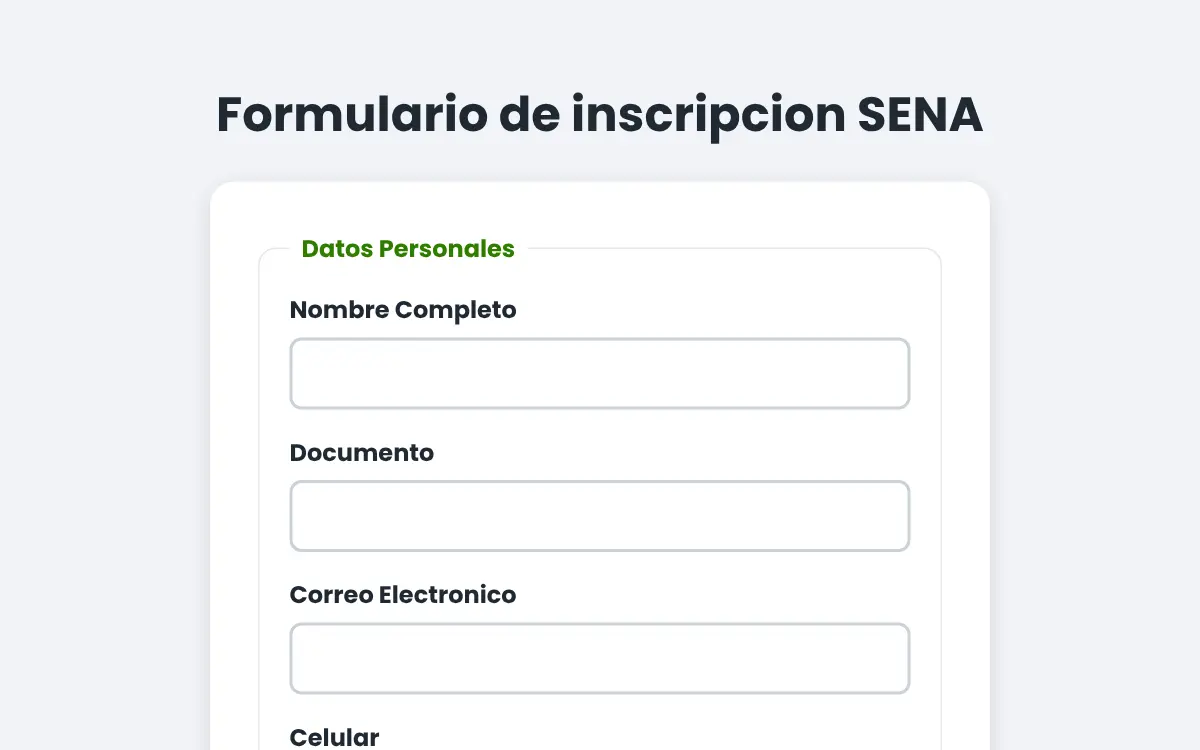 Formulario de inscripcion SENA
Datos Personales
Nombre Completo
Documento
Correo Electronico
Celular